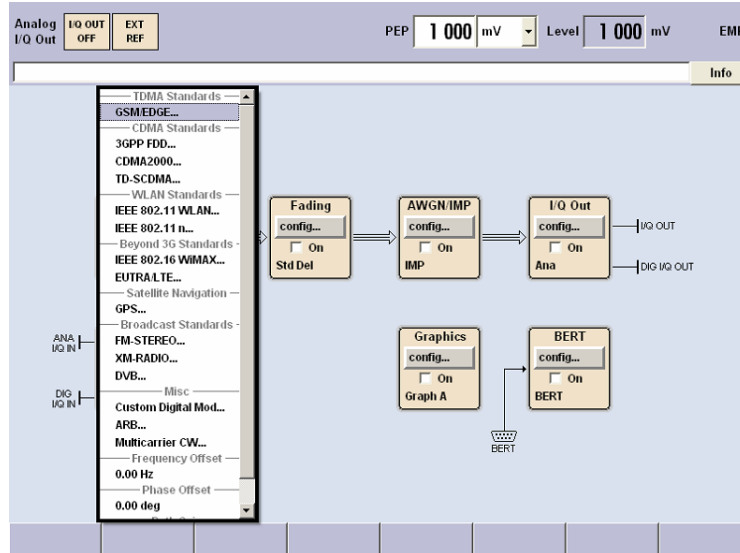 Analog I/Q Out
I/Q OUT OFF
EXT REF
PEP 1 000 mV
Level 1 000 mV
Info
TDMA Standards
GSM/EDGE...
CDMA Standards
3GPP FDD...
CDMA2000...
TD-SCDMA...
WLAN Standards
IEEE 802.11 WLAN...
IEEE 802.11 n...
Beyond 3G Standards
IEEE 802.16 WiMAX...
EUTRA/LTE...
Satellite Navigation
GPS...
Broadcast Standards
FM-STEREO...
XM-RADIO...
DVB...
Misc
Custom Digital Mod...
ARB...
Multicarrier CW...
Frequency Offset
0.00 Hz
Phase Offset
0.00 deg
ANA I/Q IN
DIG I/Q IN
Fading
config...
On
Std Del
AWGN/IMP
config...
On
IMP
I/Q Out
config...
On
Ana
I/Q OUT
DIG I/Q OUT
Graphics
config...
On
Graph A
BERT
config...
On
BERT
BERT